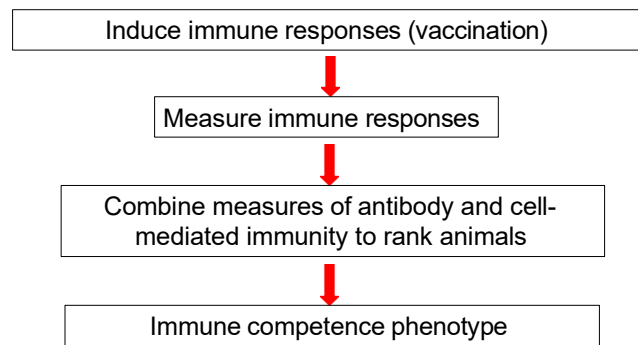 Induce immune responses (vaccination)
Measure immune responses
Combine measures of antibody and cell-
mediated immunity to rank animals
Immune competence phenotype